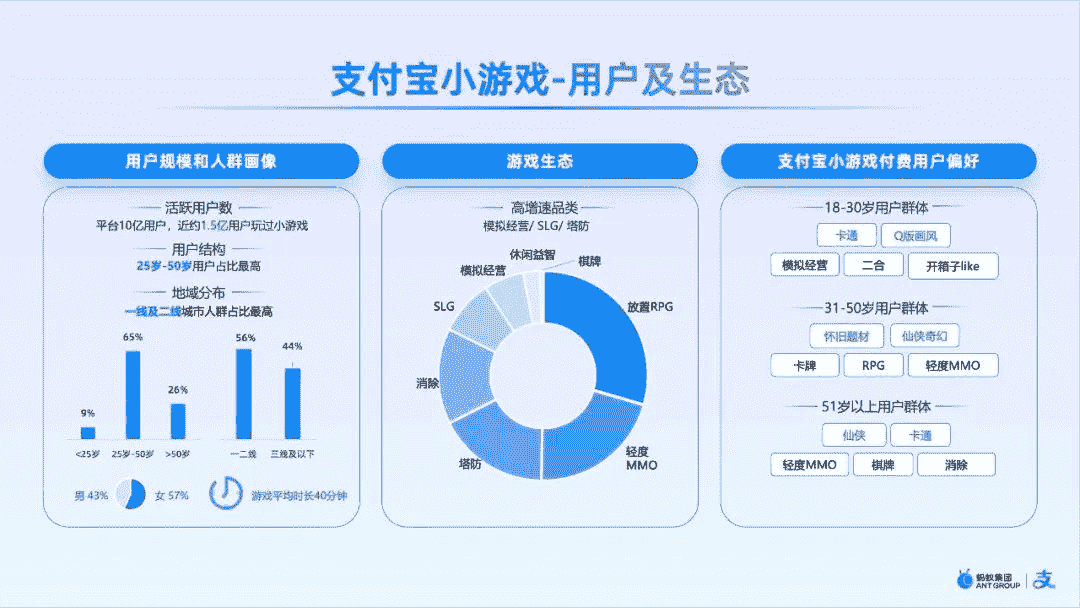 支付宝小游戏-用户及生态
用户规模和人群画像
活跃用户数
平台10亿用户，近约1.5亿用户玩过小游戏
用户结构
25岁-50岁用户占比最高
地域分布
一线及二线城市人群占比最高
9%
65%
26%
56%
44%
<25岁
25岁-50岁
>50岁
一二线
三线及以下
男 43%
女 57%
游戏平均时长40分钟
游戏生态
高增速品类
模拟经营/ SLG/ 塔防
休闲益智
棋牌
模拟经营
SLG
放置RPG
消除
塔防
轻度
MMO
支付宝小游戏付费用户偏好
18-30岁用户群体
卡通
Q版画风
模拟经营
二合
开箱子like
31-50岁用户群体
怀旧题材
仙侠奇幻
卡牌
RPG
轻度MMO
51岁以上用户群体
仙侠
卡通
轻度MMO
棋牌
消除
蚂蚁集团
ANT GROUP
支